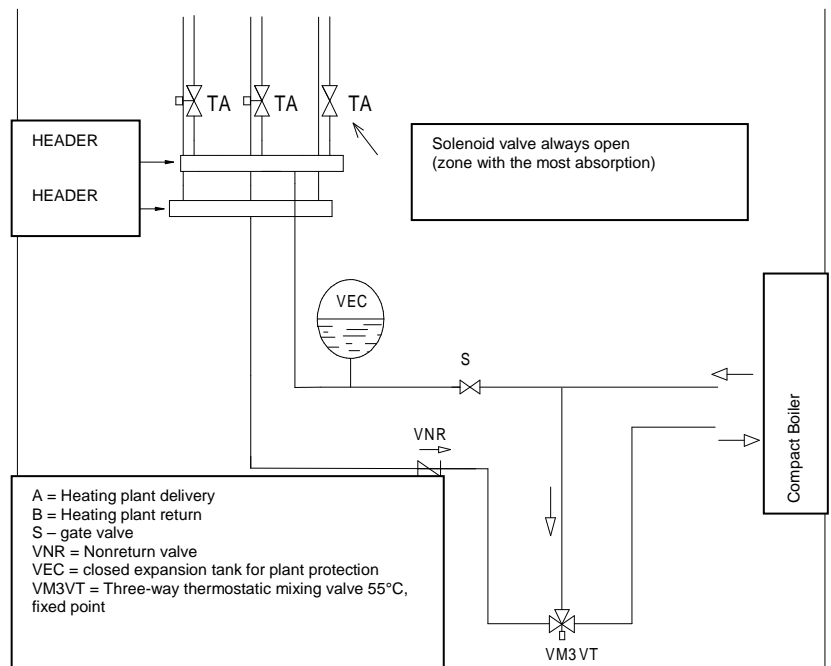 TA TA TA
HEADER
HEADER
Solenoid valve always open
(zone with the most absorption)
VEC
S
VNR
Compact Boiler
A = Heating plant delivery
B = Heating plant return
S – gate valve
VNR = Nonreturn valve
VEC = closed expansion tank for plant protection
VM3VT = Three-way thermostatic mixing valve 55°C,
fixed point
VM3VT